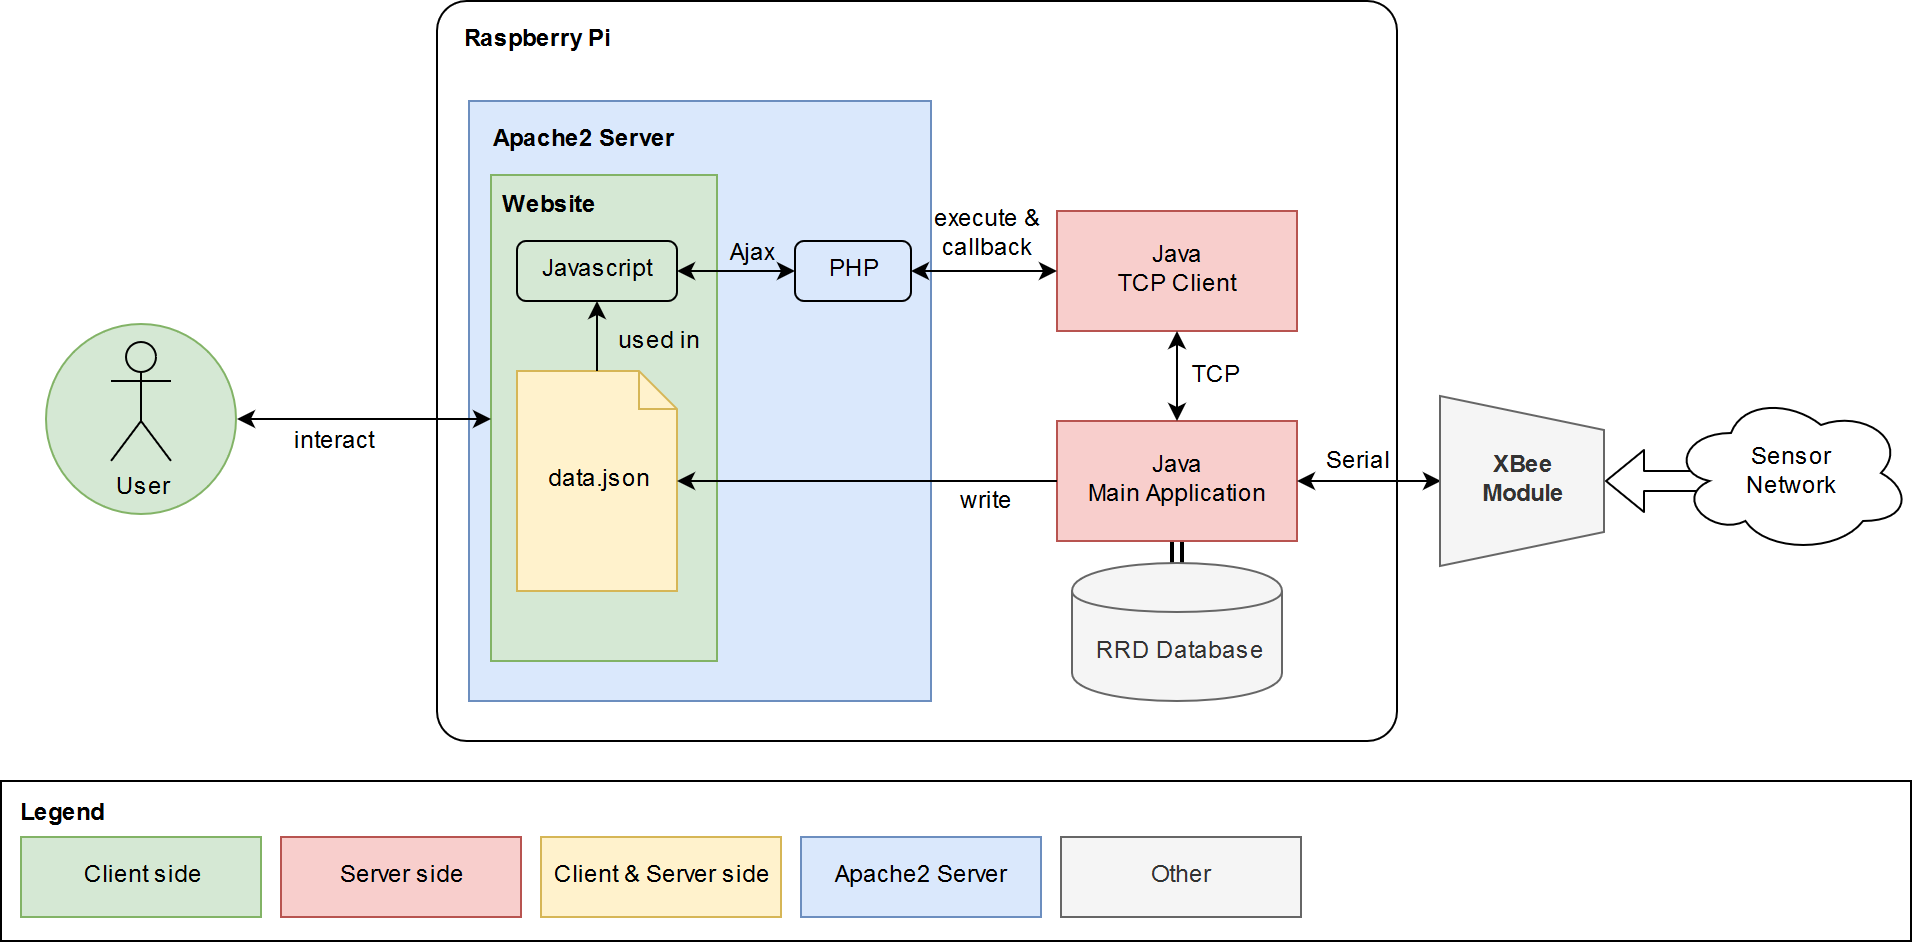 Raspberry Pi
Apache2 Server
Website
Javascript
Ajax
PHP
execute &
callback
Java
TCP Client
used in
TCP
interact
User
data.json
write
Java
Main Application
Serial
XBee
Module
Sensor
Network
RRD Database
Legend
Client side
Server side
Client & Server side
Apache2 Server
Other